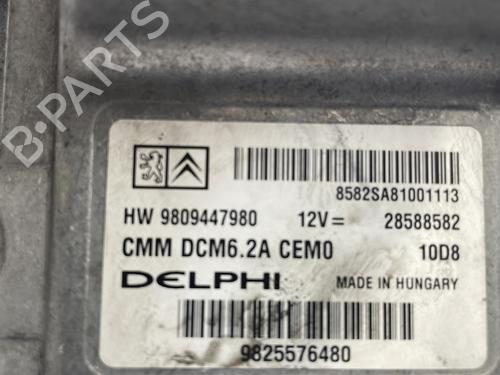 B-PARTS
8582SA81001113
HW 9809447980 12V= 28588582
CMM DCM6.2A CEM0 10D8
DELPHI MADE IN HUNGARY
9825576480